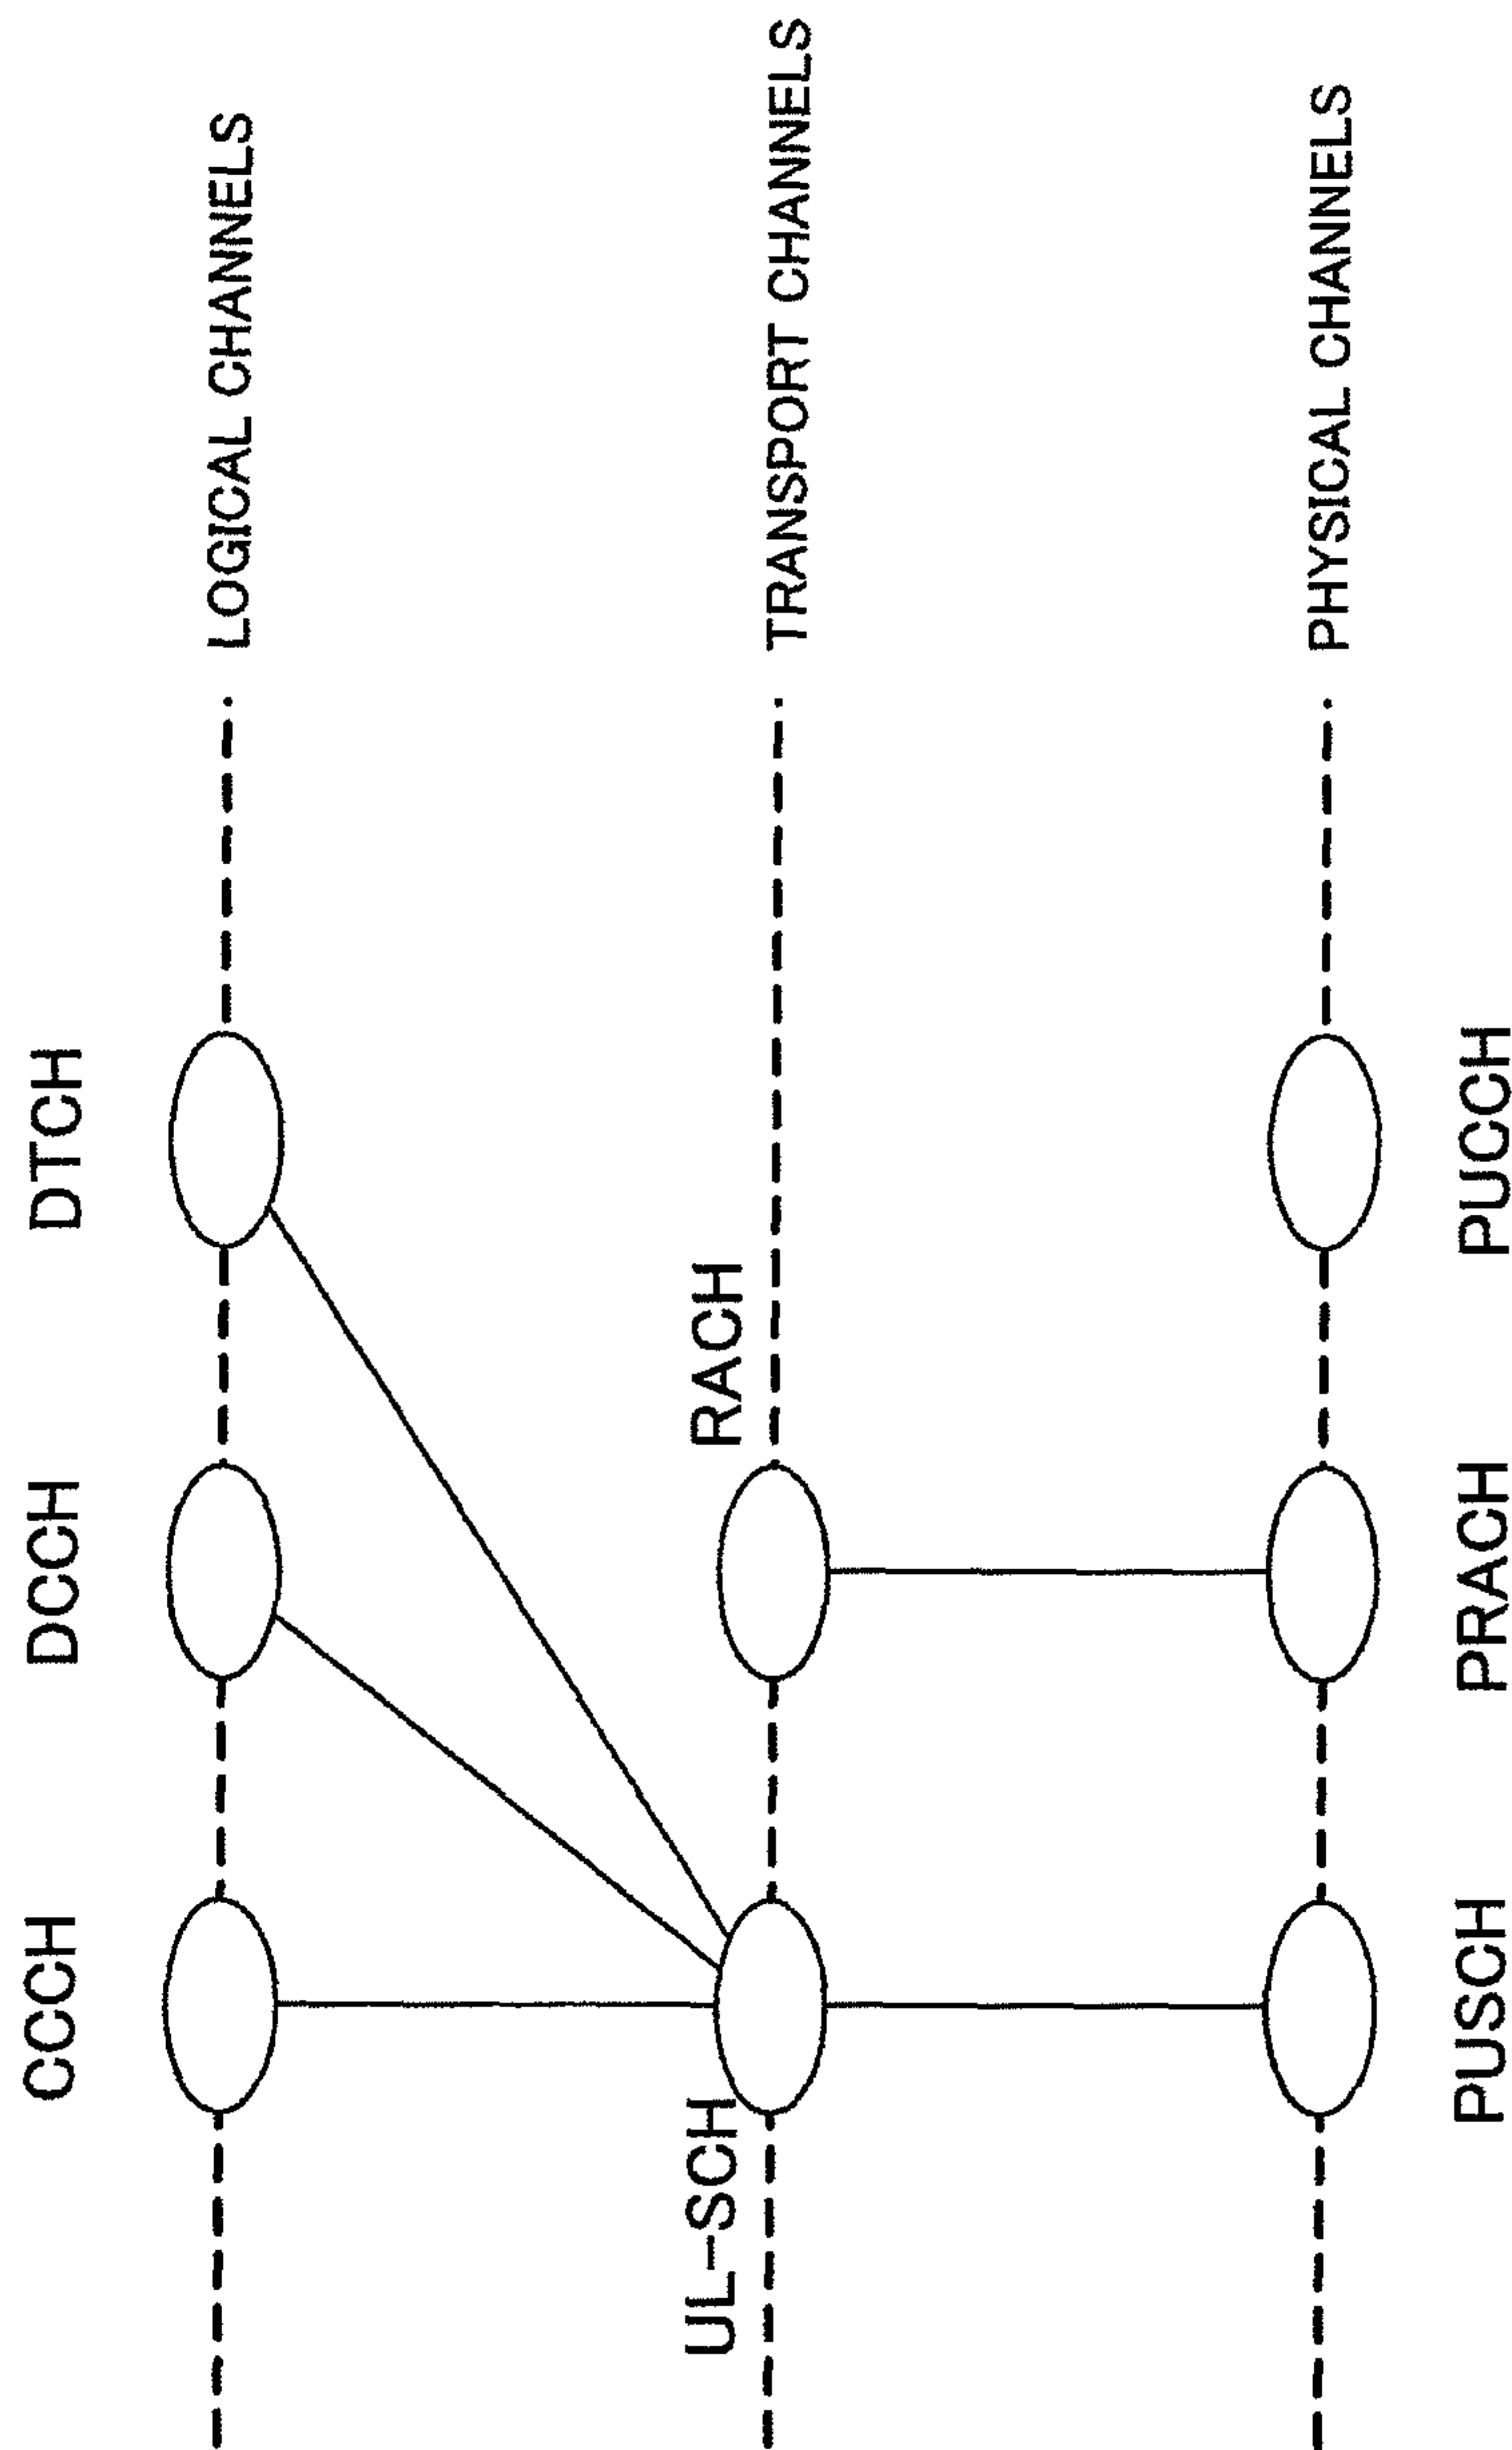 CCCH
DCCH
DTCH
LOGICAL CHANNELS
UL-SCH
RACH
TRANSPORT CHANNELS
PHYSICAL CHANNELS
PUSCH
PRACH
PUCCH